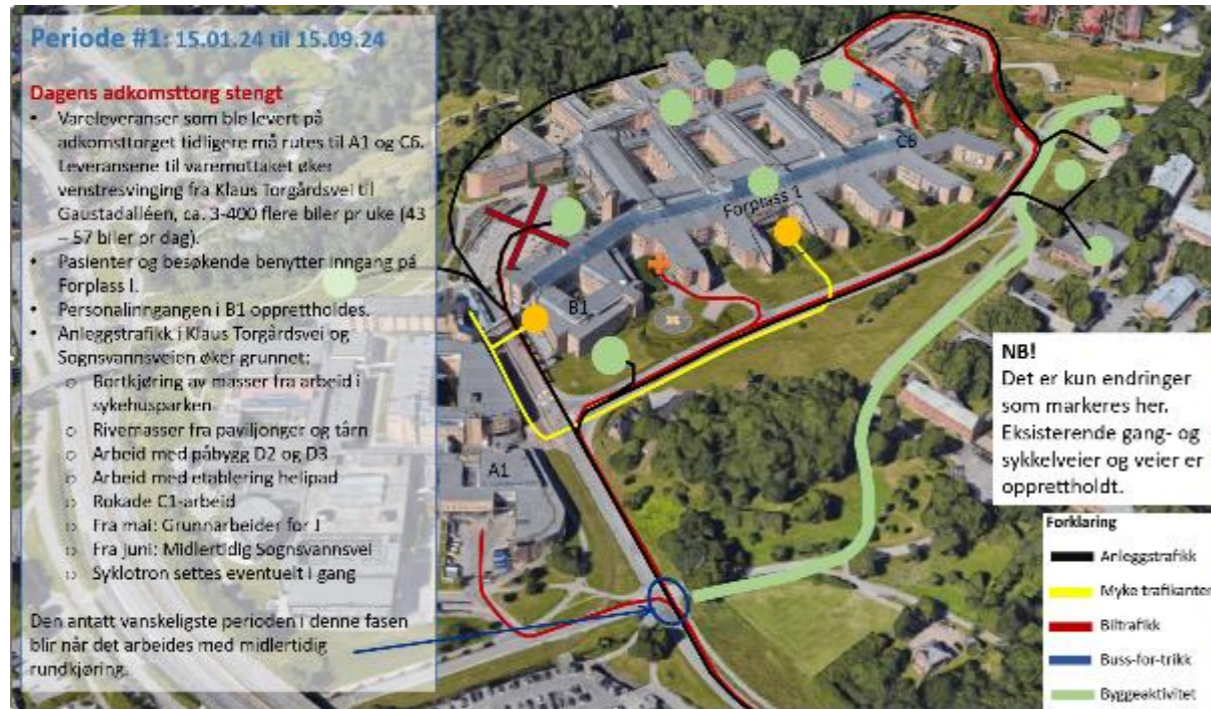 Periode #1: 15.01.24 til 15.09.24
Dagens adkomsttorg stengt
• Vareleveranser som ble levert på
adkomsttorget tidligere må rutes til A1 og C6.
Leveransene til varemottaket øker
venstresvinging fra Klaus Torgårdsvei til
Gaustadalléen, ca. 3-400 flere biler pr uke (43
– 57 biler pr dag).
• Pasienter og besøkende benytter inngang på
Forplass I.
• Personalinngangen i B1 opprettholdes.
• Anleggstrafikk i Klaus Torgårdsvei og
Sognsvannsveien øker grunnet:
o Bortkjøring av masser fra arbeid i
sykehusparken
o Rivemasser fra paviljonger og tårn
o Arbeid med påbygg D2 og D3
o Arbeid med etablering helipad
o Rokade C1-arbeid
o Fra mai: Grunnarbeider for J
o Fra juni: Midlertidig Sognsvannsvei
o Syklotron settes eventuelt i gang
Den antatt vanskeligste perioden i denne fasen
blir når det arbeides med midlertidig
rundkjøring.
C6
Forplass 1
B1
A1
NB!
Det er kun endringer
som markeres her.
Eksisterende gang- og
sykkelveier og veier er
opprettholdt.
Forklaring
Anleggstrafikk
Myke trafikanter
Biltrafikk
Buss-for-trikk
Byggeaktivitet